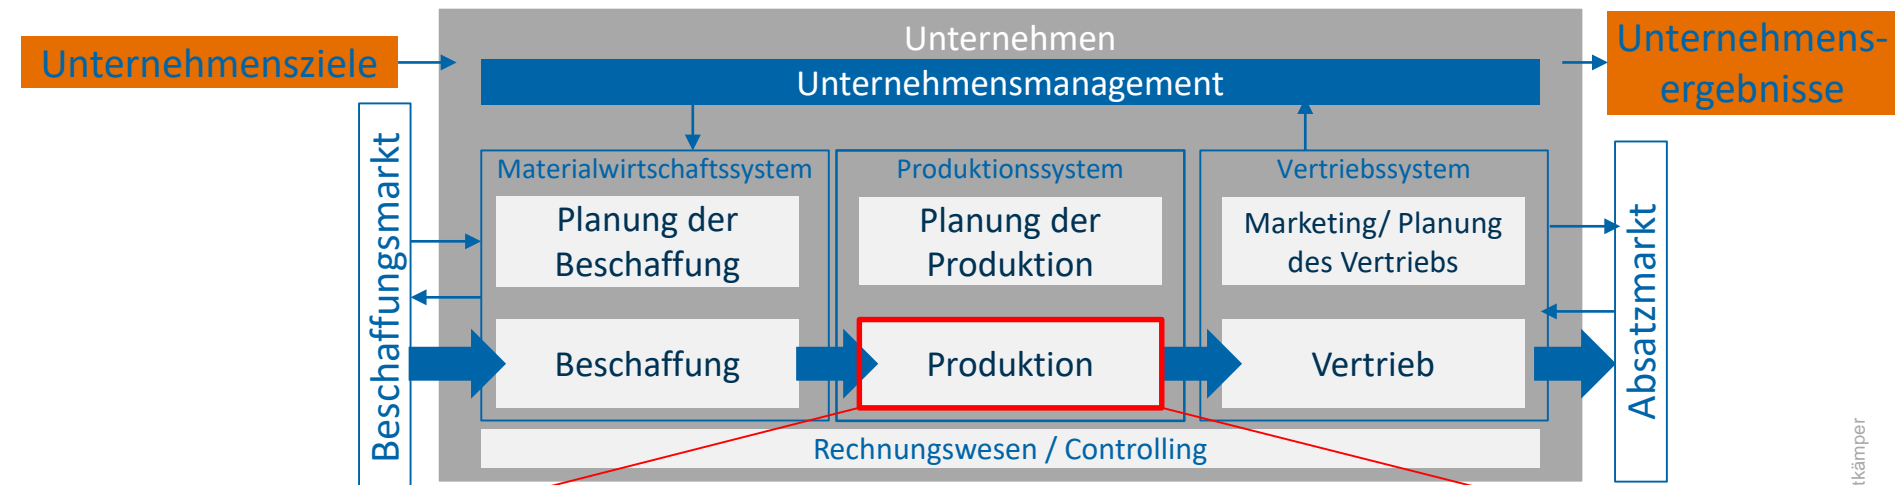 Unternehmen
Unternehmensziele
Unternehmens-
ergebnisse
Unternehmensmanagement
Beschaffungsmarkt
Materialwirtschaftssystem
Planung der
Beschaffung
Beschaffung
Produktionssystem
Planung der
Produktion
Produktion
Vertriebssystem
Marketing/ Planung
des Vertriebs
Vertrieb
Absatzmarkt
Rechnungswesen / Controlling